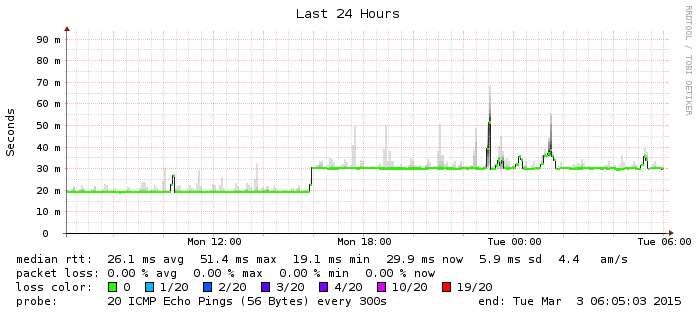 Last 24 Hours
RRDTOOL / TOBI OETIKER
Seconds
90 m
80 m
70 m
60 m
50 m
40 m
30 m
20 m
10 m
0
Mon 12:00 Mon 18:00 Tue 00:00 Tue 06:00
median rtt: 26.1 ms avg 51.4 ms max 19.1 ms min 29.9 ms now 5.9 ms sd 4.4 am/s
packet loss: 0.00 % avg 0.00 % max 0.00 % min 0.00 % now
loss color: 0 1/20 2/20 3/20 4/20 10/20 19/20
probe: 20 ICMP Echo Pings (56 Bytes) every 300s end: Tue Mar 3 06:05:03 2015